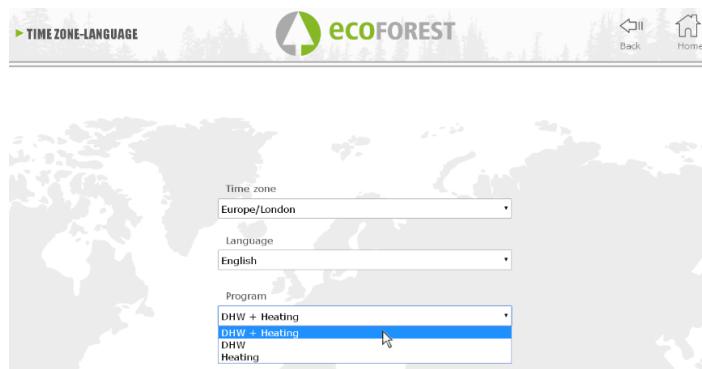 TIME ZONE-LANGUAGE
ecoFOREST
Back
Home
Time zone
Europe/London
Language
English
Program
DHW + Heating
DHW + Heating
DHW
Heating